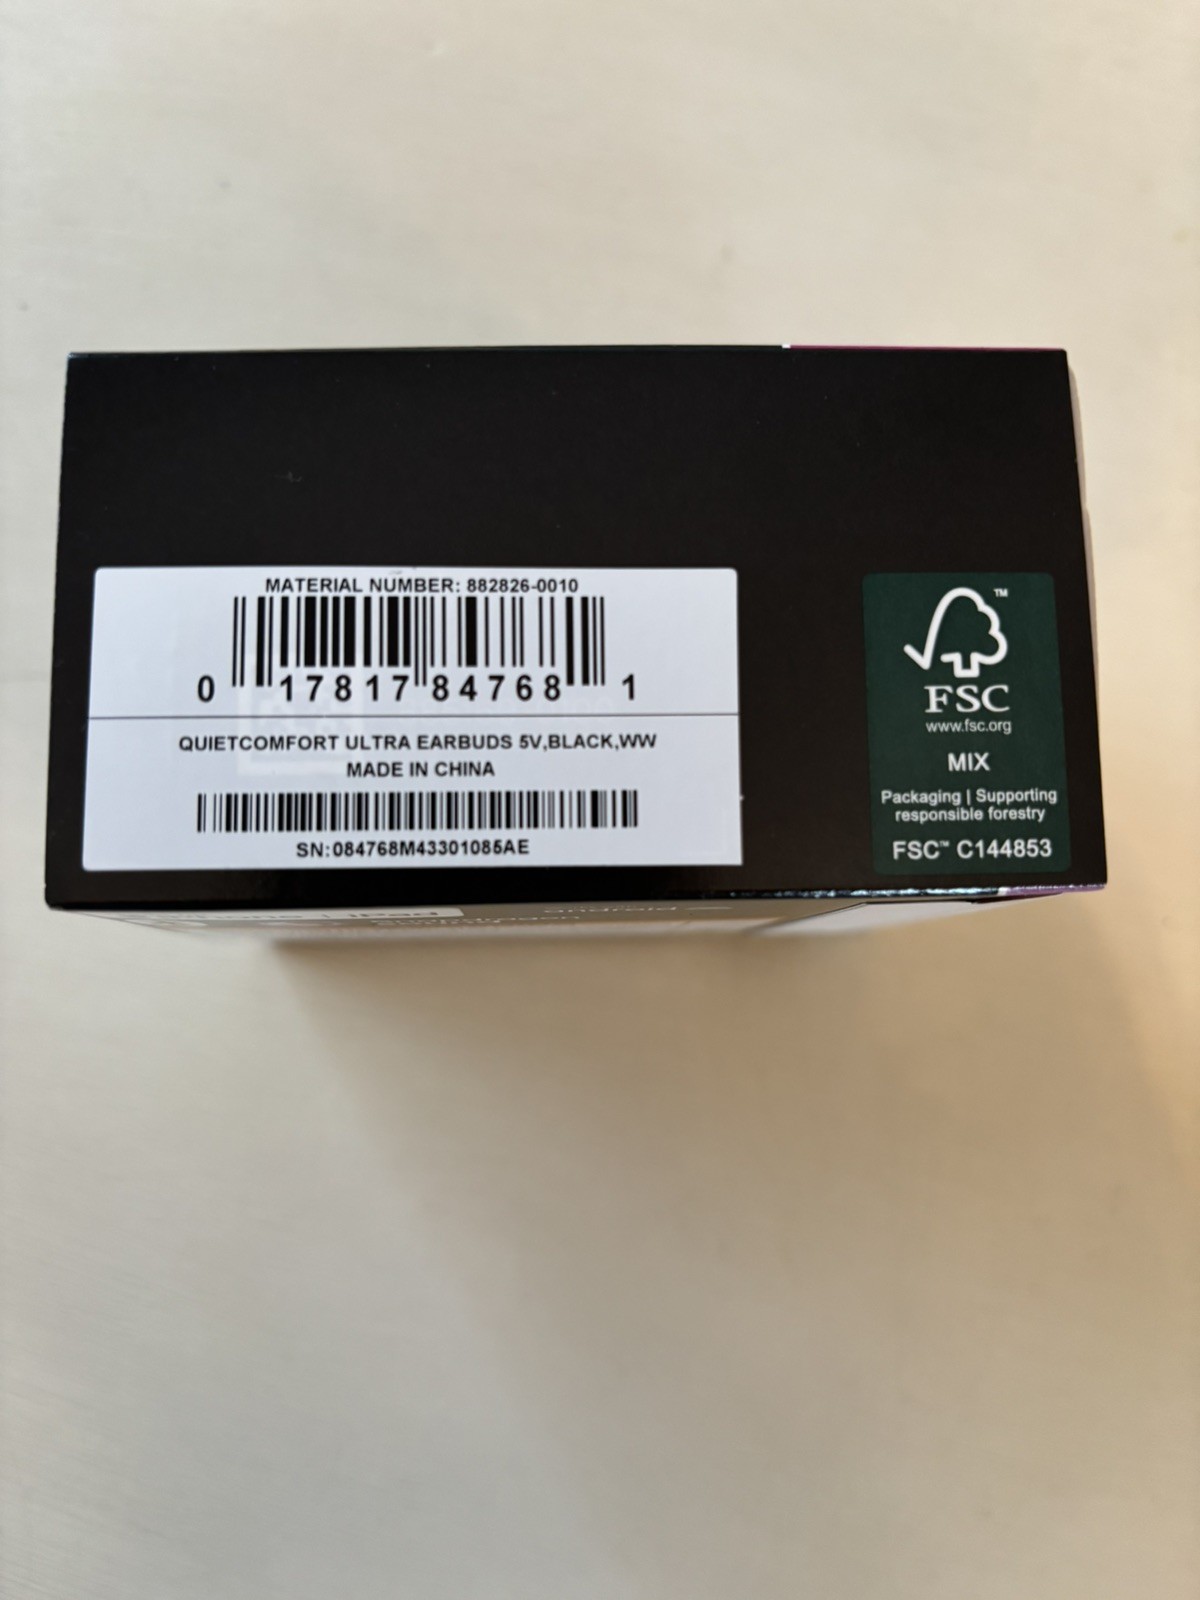 MATERIAL NUMBER: 882826-0010
0 17817 84768 1
QUIETCOMFORT ULTRA EARBUDS 5V,BLACK,WW
MADE IN CHINA
SN:084768M43301085AE
TM
FSC
www.fsc.org
MIX
Packaging | Supporting
responsible forestry
FSC™ C144853